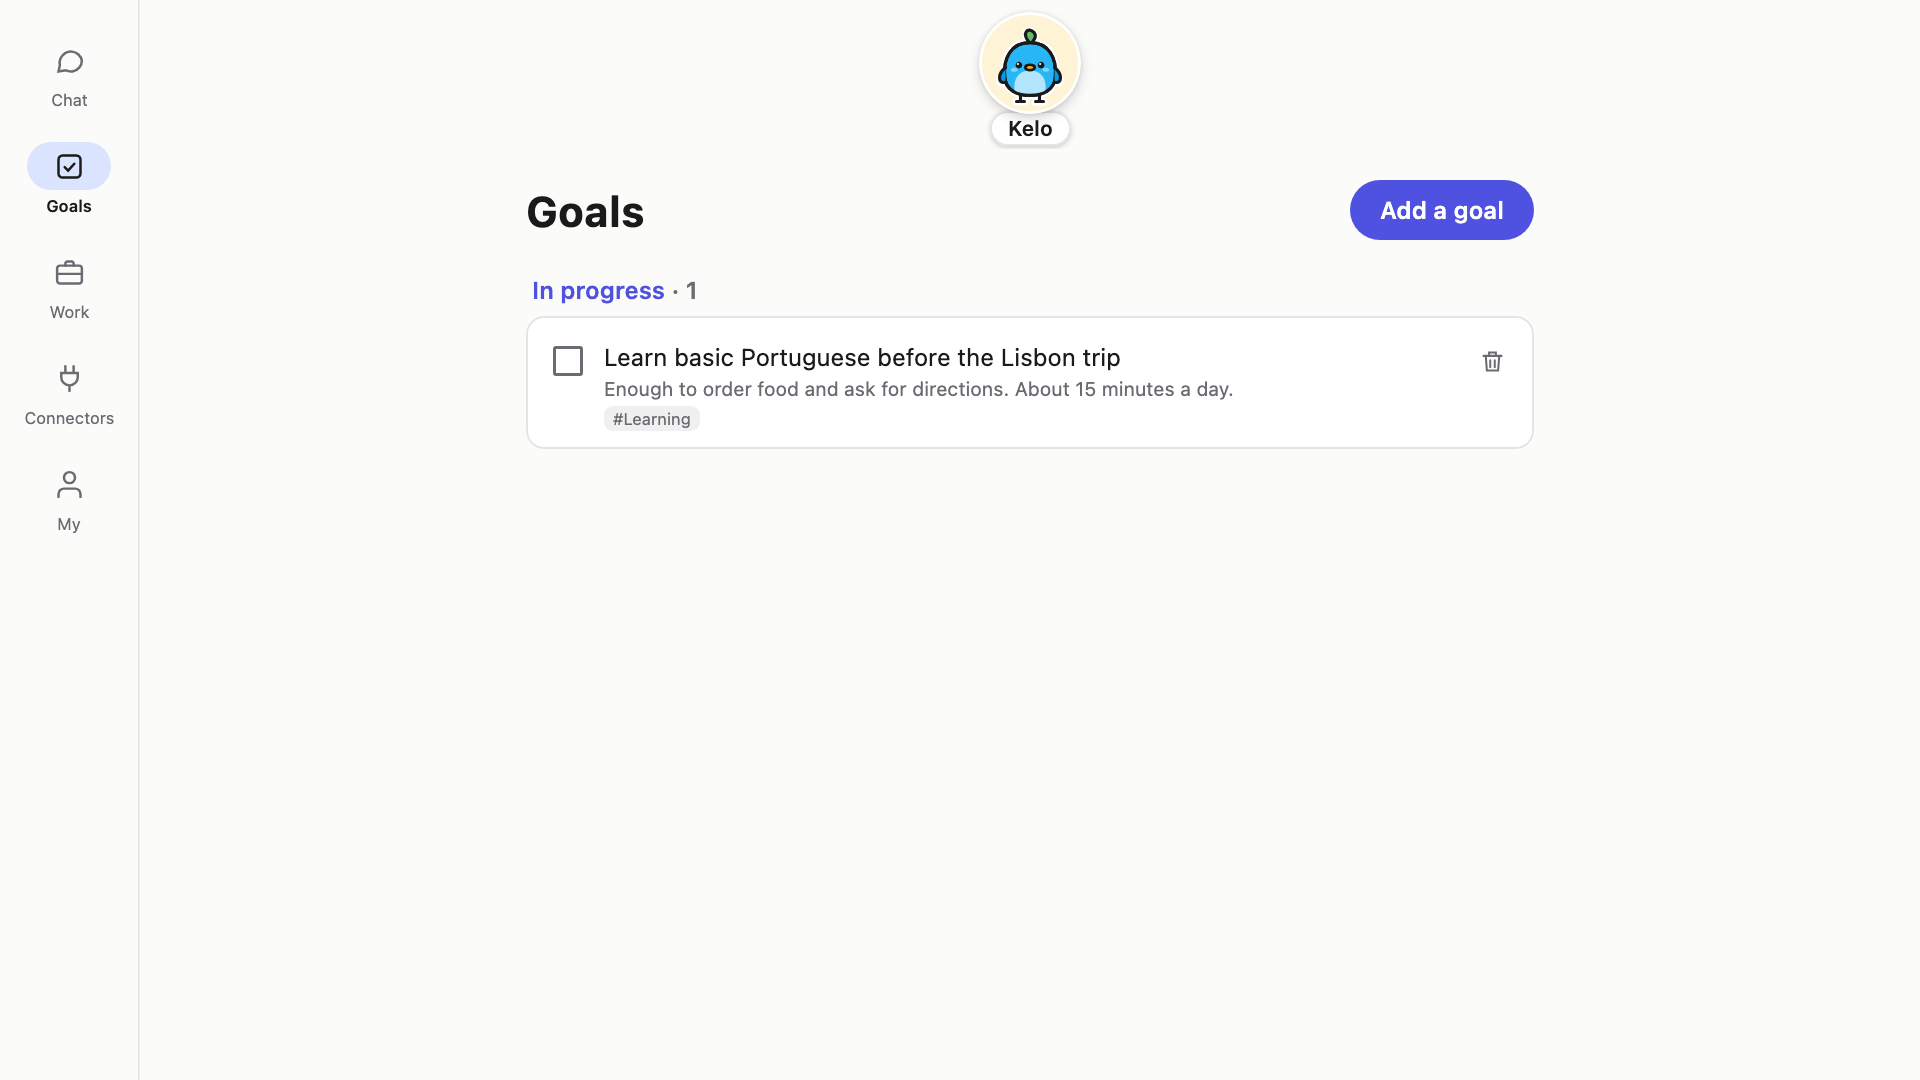 Chat
Goals
Work
Connectors
My
Kelo
Goals
Add a goal
In progress · 1
Learn basic Portuguese before the Lisbon trip
Enough to order food and ask for directions. About 15 minutes a day.
#Learning